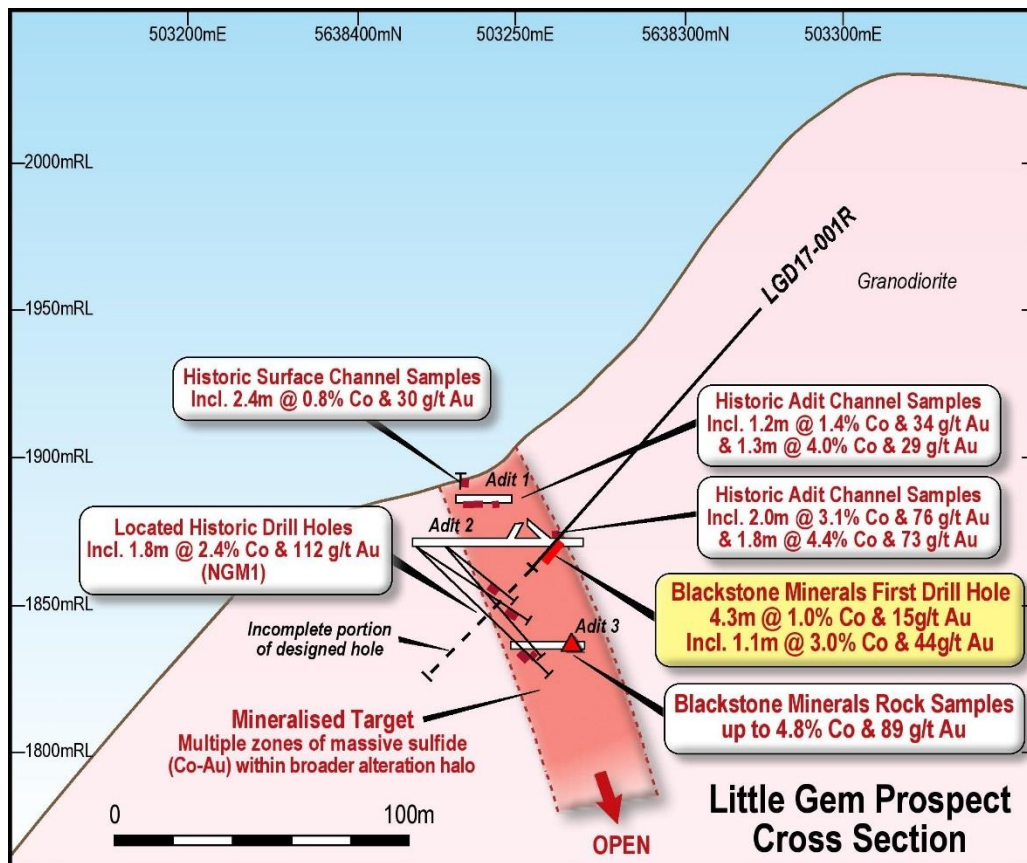 503200mE
5638400mN
503250mE
5638300mN
503300mE
2000mRL
1950mRL
1900mRL
1850mRL
1800mRL
LGD17-001R
Granodiorite
Historic Surface Channel Samples
Incl. 2.4m @ 0.8% Co & 30 g/t Au
Historic Adit Channel Samples
Incl. 1.2m @ 1.4% Co & 34 g/t Au
& 1.3m @ 4.0% Co & 29 g/t Au
Adit 1
Adit 2
Historic Adit Channel Samples
Incl. 2.0m @ 3.1% Co & 76 g/t Au
& 1.8m @ 4.4% Co & 73 g/t Au
Located Historic Drill Holes
Incl. 1.8m @ 2.4% Co & 112 g/t Au
(NGM1)
Blackstone Minerals First Drill Hole
4.3m @ 1.0% Co & 15g/t Au
Incl. 1.1m @ 3.0% Co & 44g/t Au
Incomplete portion
of designed hole
Adit 3
Blackstone Minerals Rock Samples
up to 4.8% Co & 89 g/t Au
Mineralised Target
Multiple zones of massive sulfide
(Co-Au) within broader alteration halo
0
100m
OPEN
Little Gem Prospect
Cross Section